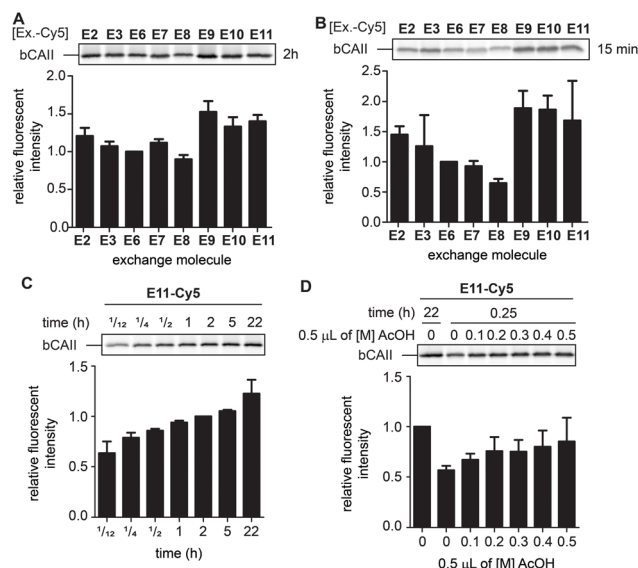 A
[Ex.-Cy5] E2 E3 E6 E7 E8 E9 E10 E11
bCAII 2h
2.0
1.5
1.0
0.5
0.0
relative fluorescent
intensity
E2 E3 E6 E7 E8 E9 E10 E11
exchange molecule
B
[Ex.-Cy5] E2 E3 E6 E7 E8 E9 E10 E11
bCAII 15 min
2.5
2.0
1.5
1.0
0.5
0.0
relative fluorescent
intensity
E2 E3 E6 E7 E8 E9 E10 E11
exchange molecule
C
E11-Cy5
time (h) 1/12 1/4 1/2 1 2 5 22
bCAII
1.5
1.0
0.5
0.0
relative fluorescent
intensity
1/12 1/4 1/2 1 2 5 22
time (h)
D
E11-Cy5
time (h) 22 0.25
0.5 µL of [M] AcOH 0 0 0.1 0.2 0.3 0.4 0.5
bCAII
1.5
1.0
0.5
0.0
relative fluorescent
intensity
0 0 0.1 0.2 0.3 0.4 0.5
0.5 µL of [M] AcOH